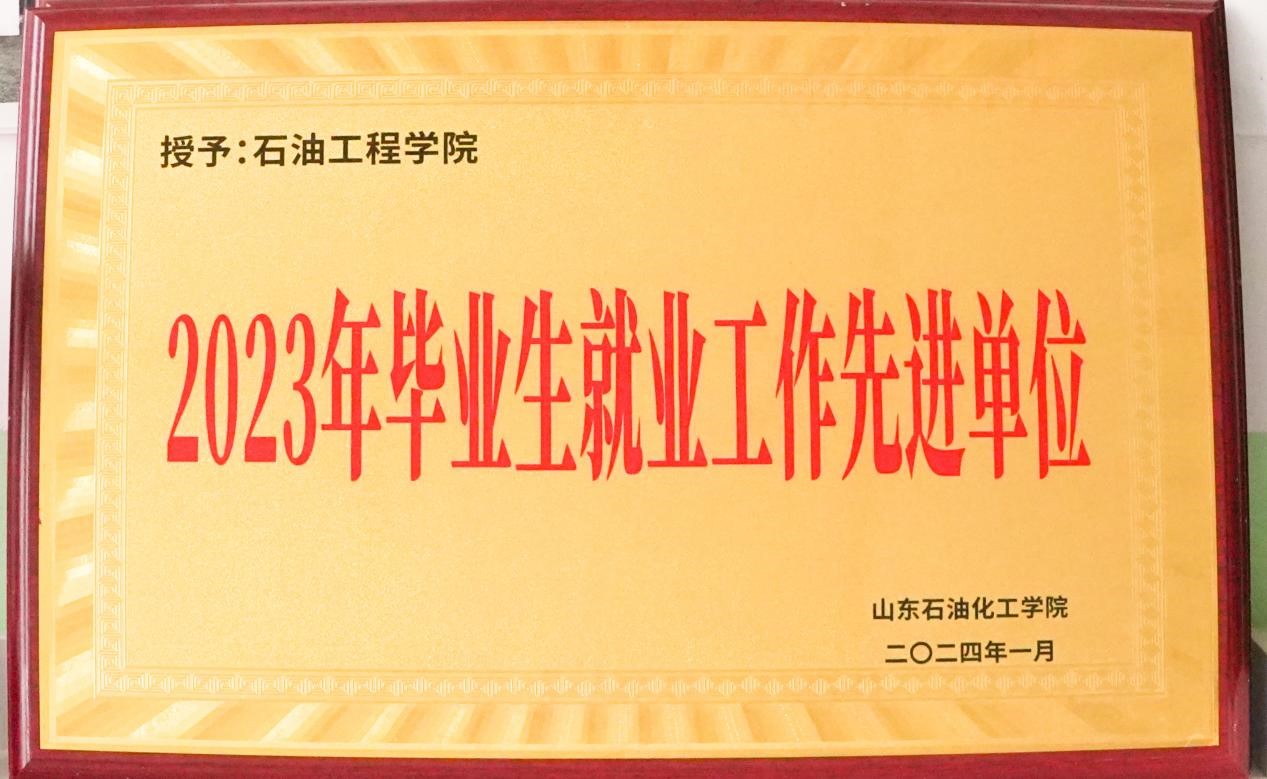 授予:石油工程学院
2023年毕业生就业工作先进单位
山东石油化工学院
二〇二四年一月